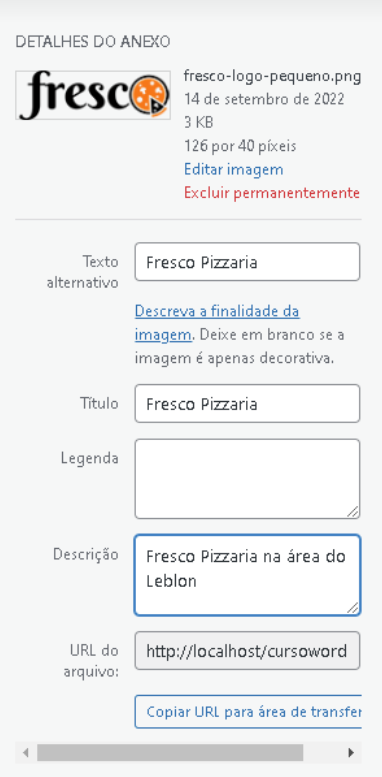 DETALHES DO ANEXO
fresco
fresco-logo-pequeno.png
14 de setembro de 2022
3 KB
126 por 40 píxeis
Editar imagem
Excluir permanentemente
Texto alternativo
Fresco Pizzaria
Descreva a finalidade da
imagem. Deixe em branco se a
imagem é apenas decorativa.
Título
Fresco Pizzaria
Legenda
Descrição
Fresco Pizzaria na área do
Leblon
URL do
arquivo:
http://localhost/cursoword
Copiar URL para área de transfer